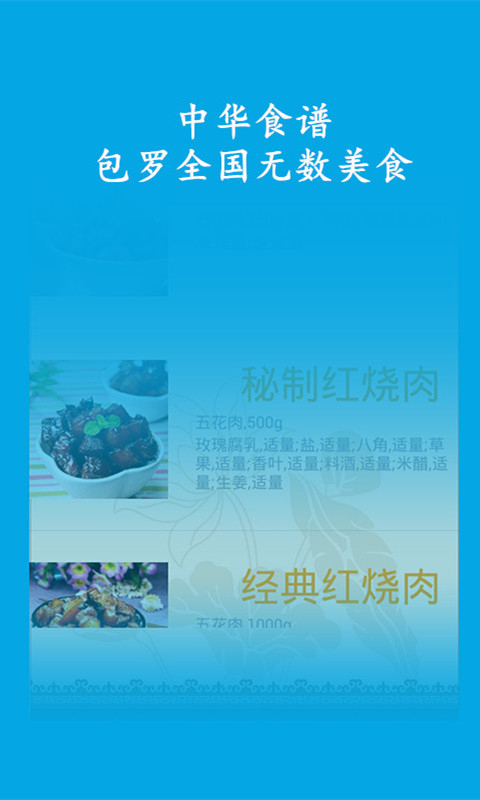 中华食谱
包罗全国无数美食
秘制红烧肉
五花肉,500g
玫瑰腐乳,适量;盐,适量;八角,适量;草
果,适量;香叶,适量;料酒,适量;米醋,适
量;生姜,适量
经典红烧肉
五花肉,1000g